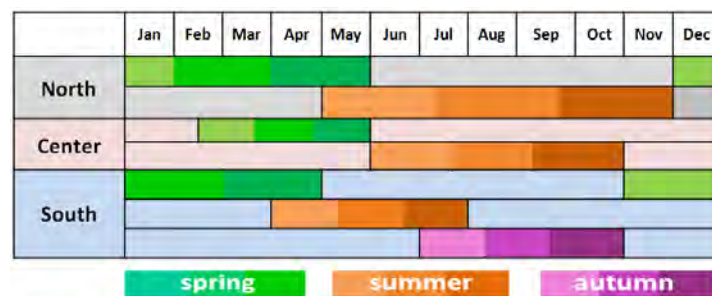 Jan Feb Mar Apr May Jun Jul Aug Sep Oct Nov Dec
North
Center
South
spring summer autumn